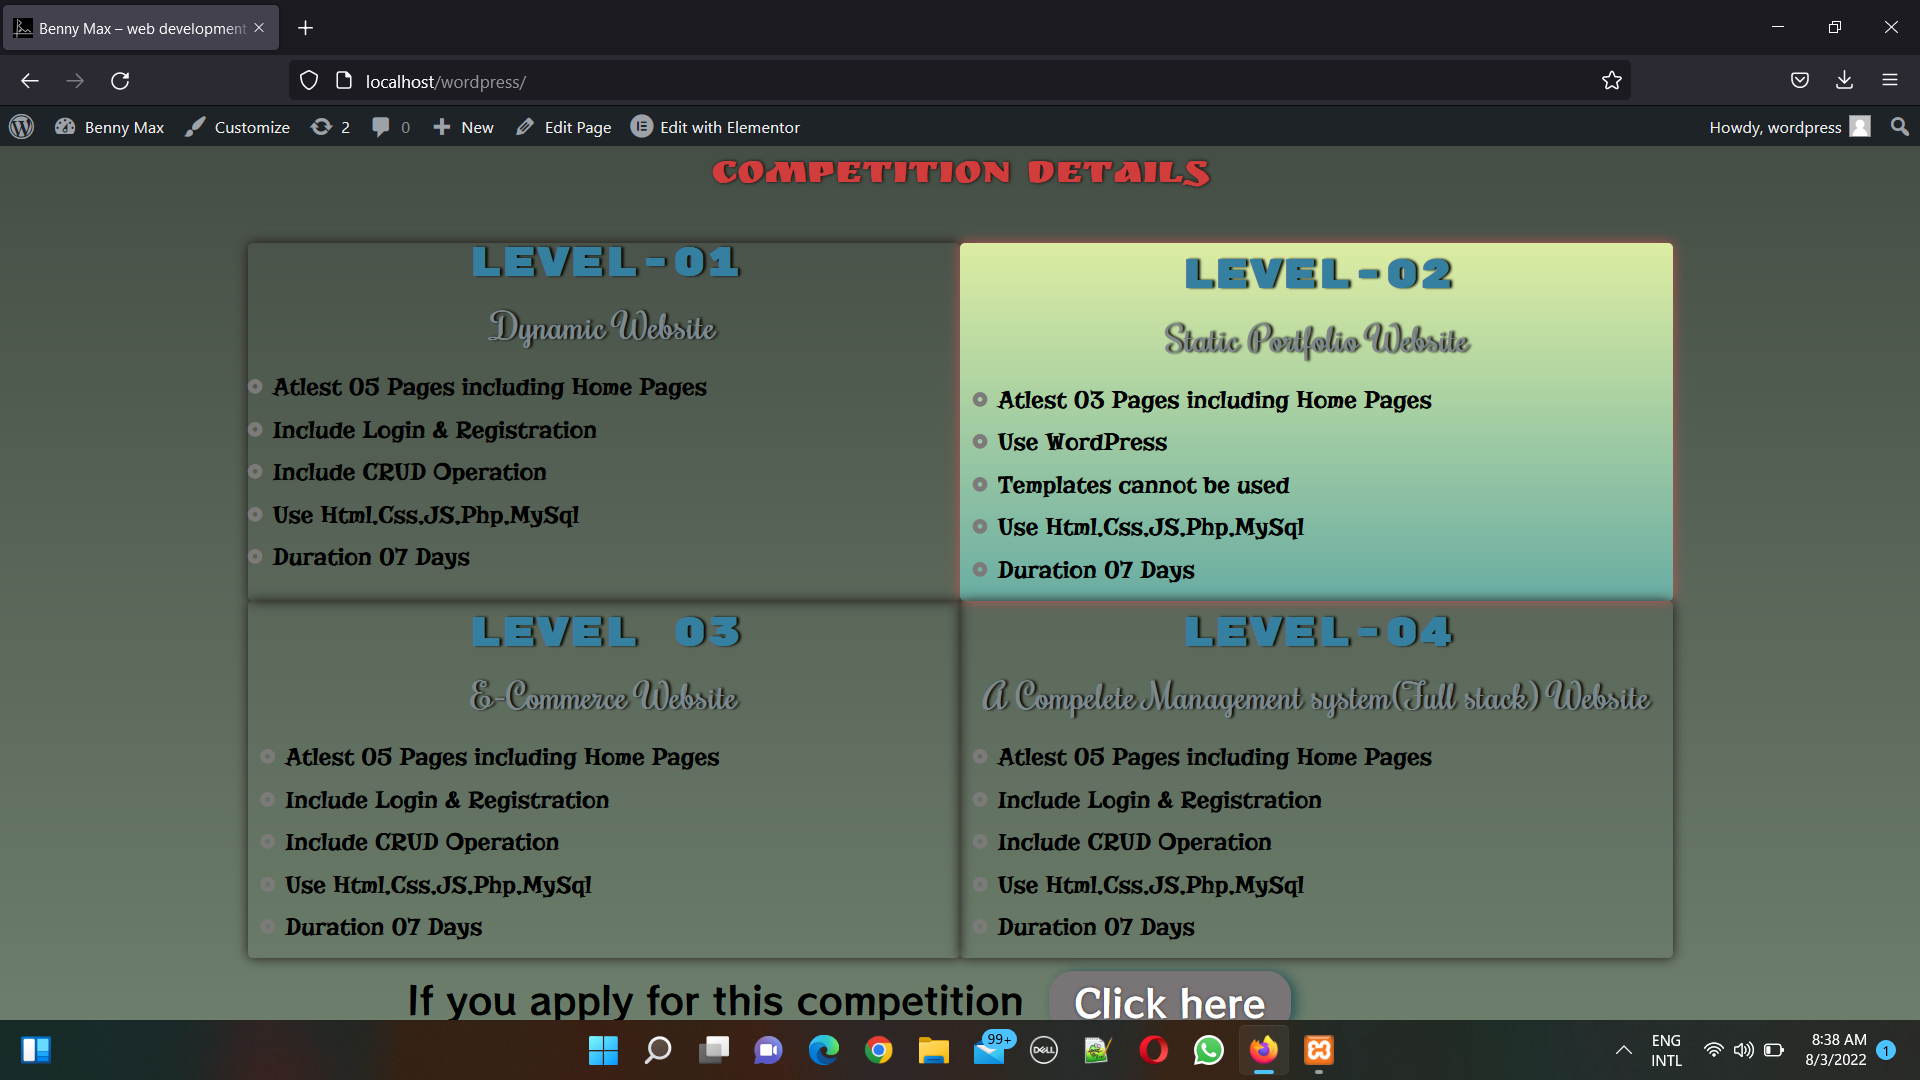 Benny Max – web development
localhost/wordpress/
Benny Max
Customize
2
0
New
Edit Page
Edit with Elementor
Howdy, wordpress
COMPETITION DETAILS
LEVEL-01
Dynamic Website
Atlest 05 Pages including Home Pages
Include Login & Registration
Include CRUD Operation
Use Html,Css,JS,Php,MySql
Duration 07 Days
LEVEL-02
Static Portfolio Website
Atlest 03 Pages including Home Pages
Use WordPress
Templates cannot be used
Use Html,Css,JS,Php,MySql
Duration 07 Days
LEVEL 03
E-Commerce Website
Atlest 05 Pages including Home Pages
Include Login & Registration
Include CRUD Operation
Use Html,Css,JS,Php,MySql
Duration 07 Days
LEVEL-04
A Compelete Management system(Full stack) Website
Atlest 05 Pages including Home Pages
Include Login & Registration
Include CRUD Operation
Use Html,Css,JS,Php,MySql
Duration 07 Days
If you apply for this competition
Click here
99+
DELL
ENG
INTL
8:38 AM
8/3/2022
1